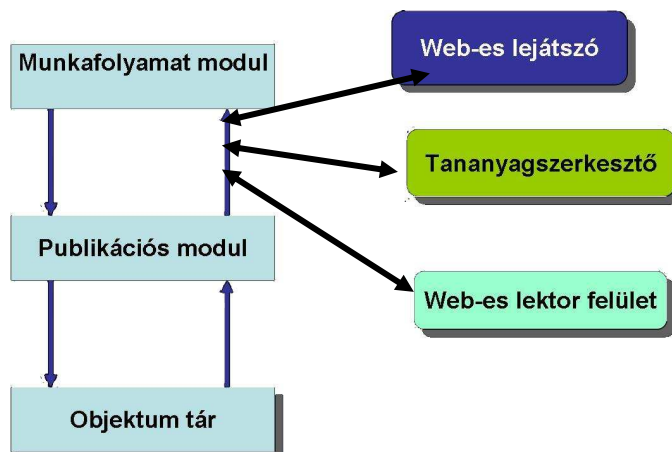 Munkafolyamat modul
Web-es lejátszó
Tananyagszerkesztő
Publikációs modul
Web-es lektor felület
Objektum tár